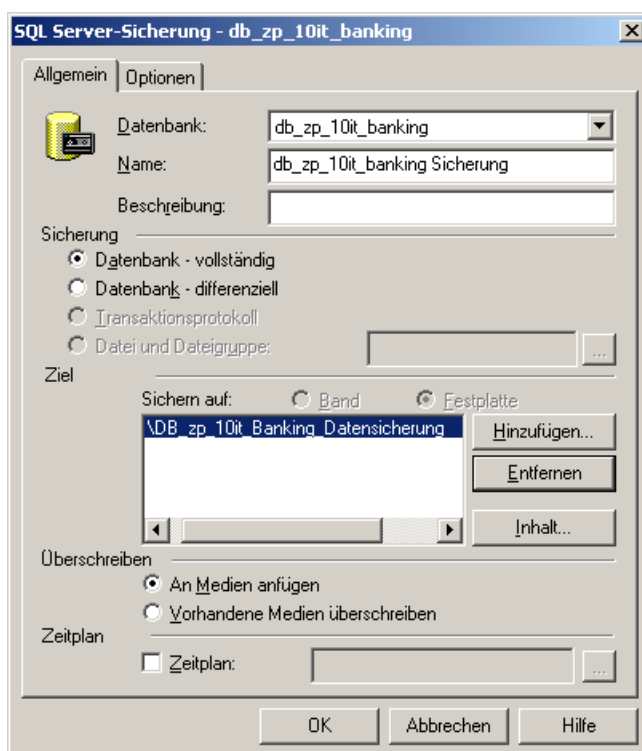 SQL Server-Sicherung - db_zp_10it_banking
Allgemein Optionen
Datenbank: db_zp_10it_banking
Name: db_zp_10it_banking Sicherung
Beschreibung:
Sicherung
Datenbank - vollständig
Datenbank - differenziell
Transaktionsprotokoll
Datei und Dateigruppe: ...
Ziel
Sichern auf: Band Festplatte
\DB_zp_10it_Banking_Datensicherung Hinzufügen...
Entfernen
Inhalt...
Überschreiben
An Medien anfügen
Vorhandene Medien überschreiben
Zeitplan
Zeitplan: ...
OK Abbrechen Hilfe